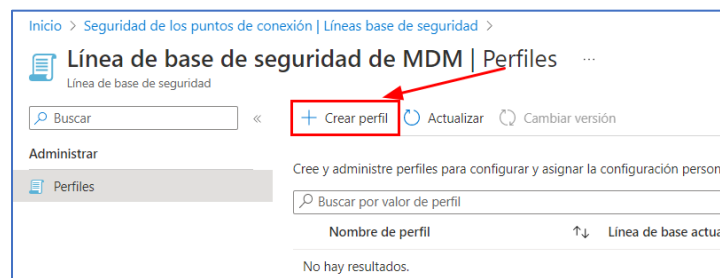 Inicio > Seguridad de los puntos de conexión | Líneas base de seguridad >
Línea de base de seguridad de MDM | Perfiles ...
Línea de base de seguridad
Buscar «
+ Crear perfil Actualizar Cambiar versión
Administrar
Perfiles
Cree y administre perfiles para configurar y asignar la configuración person
Buscar por valor de perfil
Nombre de perfil ↑↓ Línea de base actua
No hay resultados.